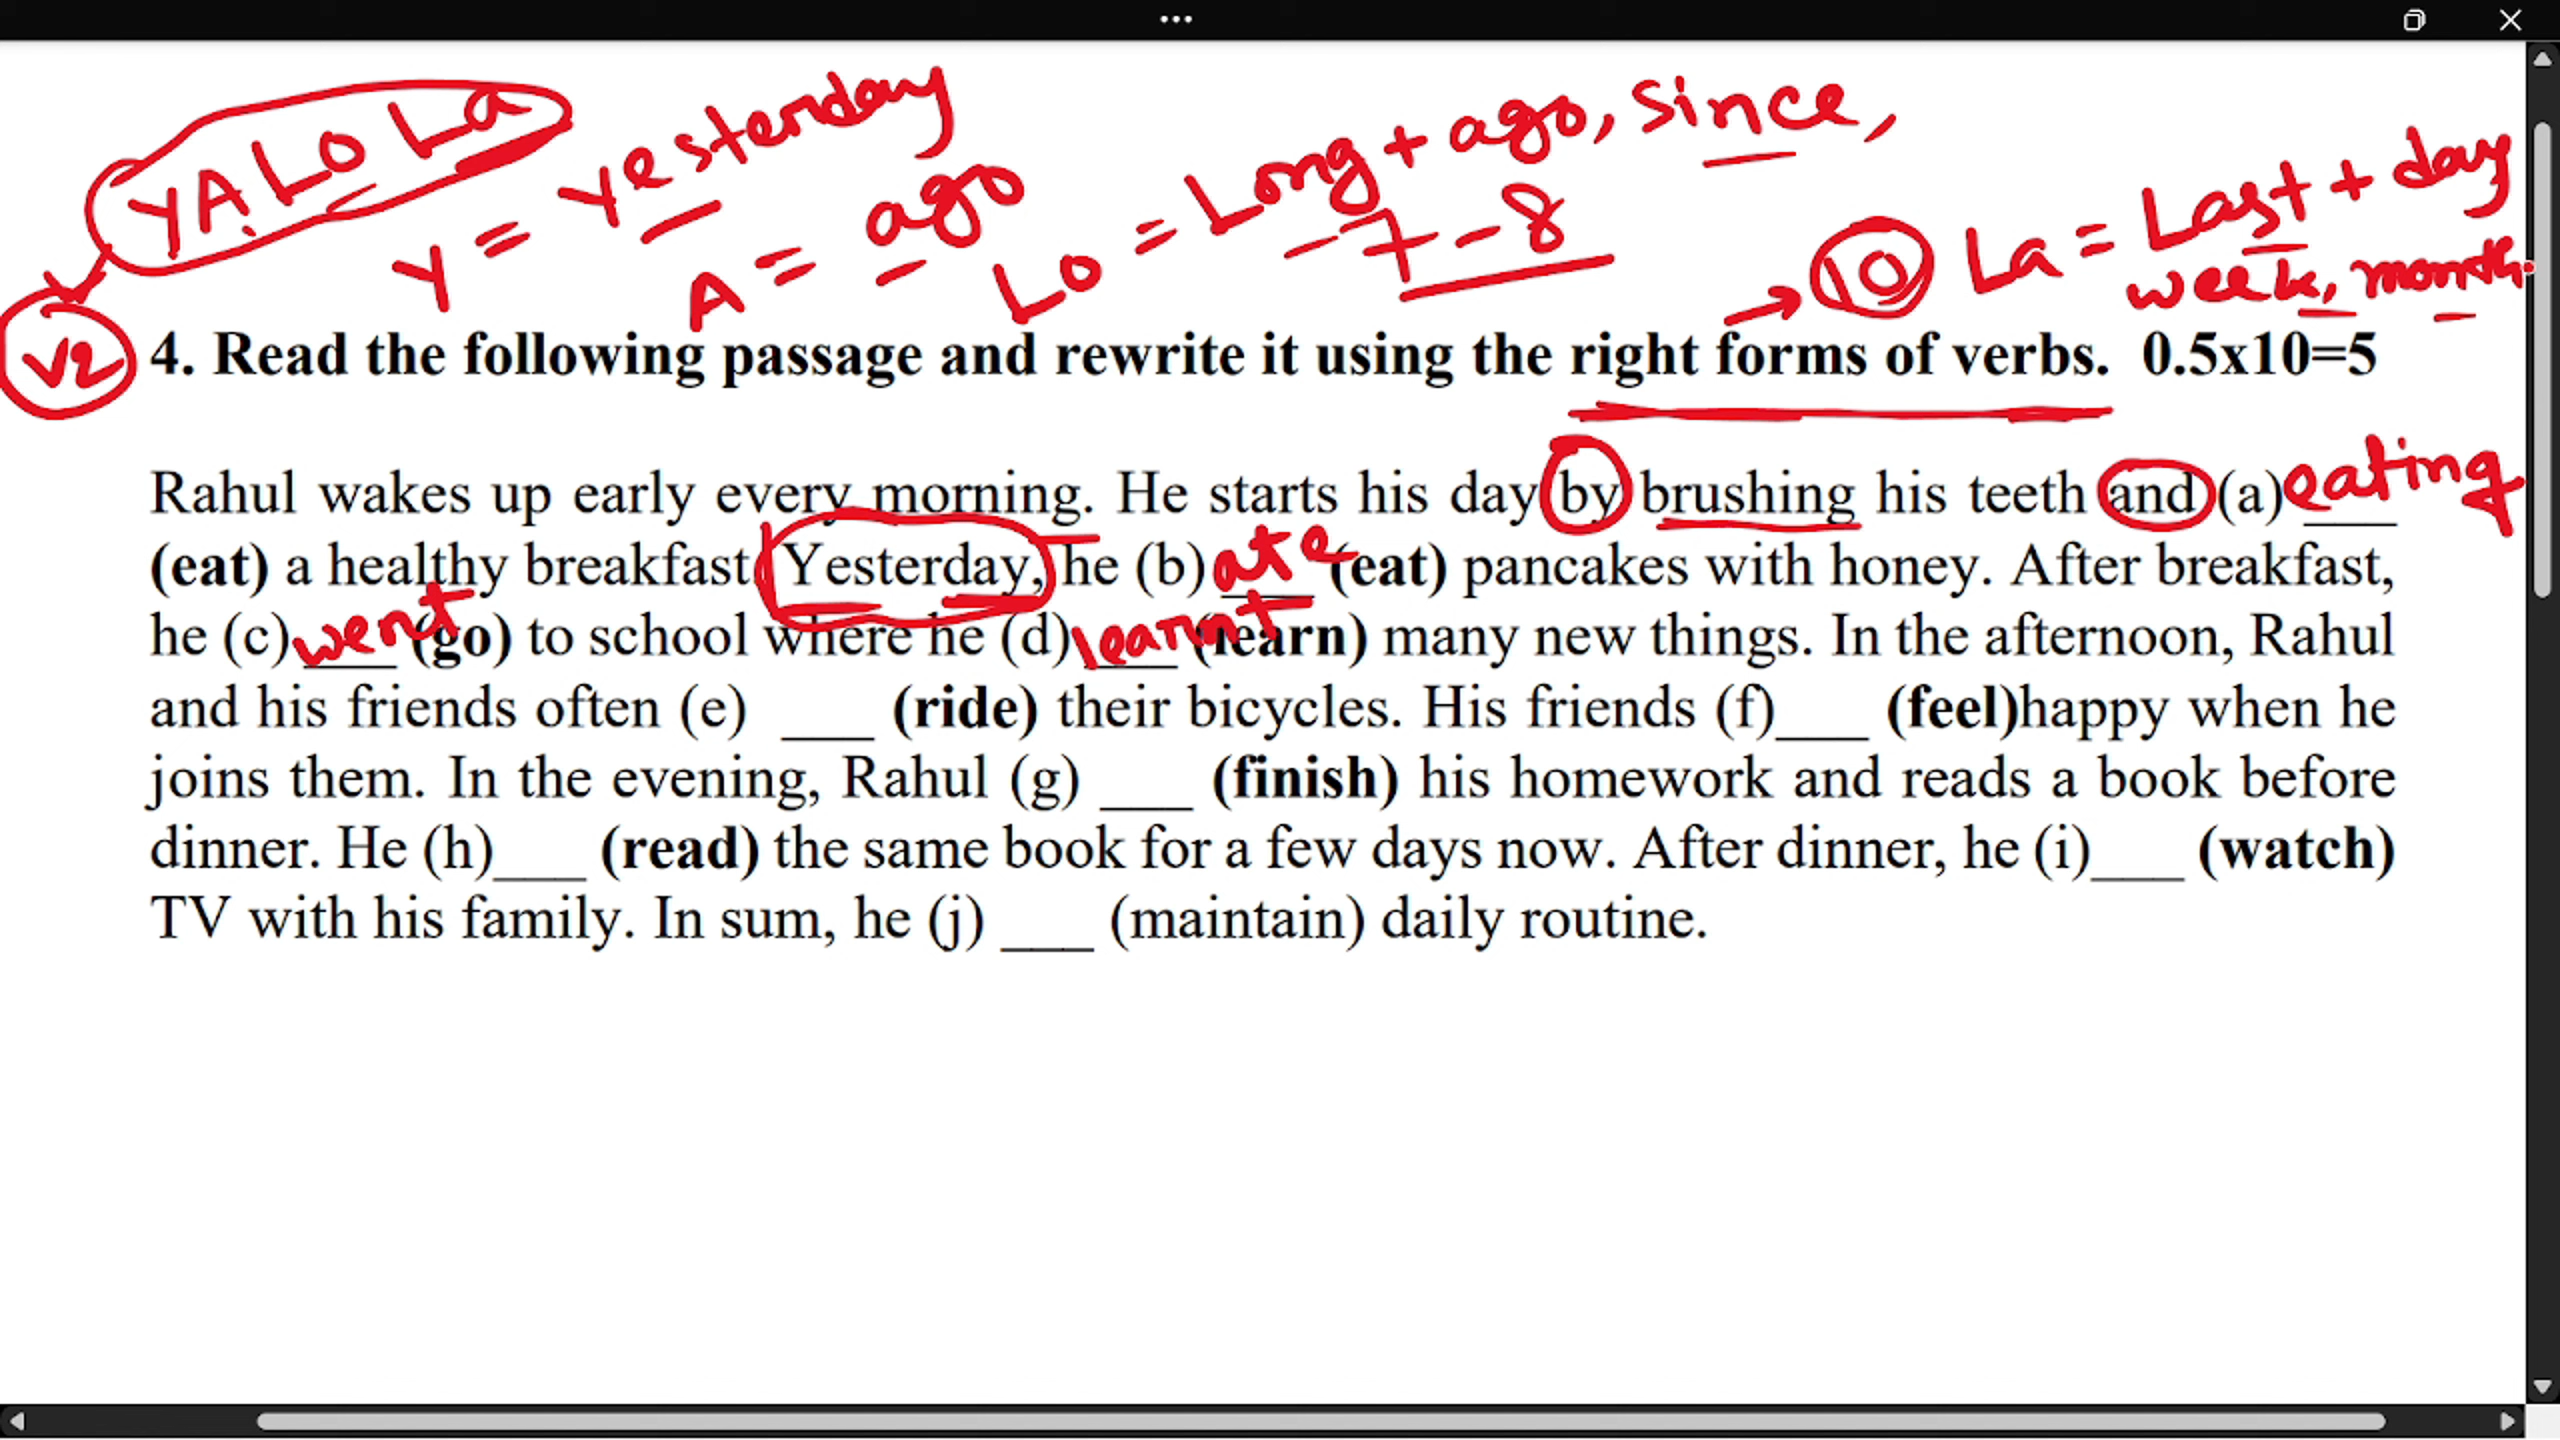 YALO La
Y = Yesterday
A = ago
LO = Long + ago, Since,
- 7 - 8
→ 10
La = Last + day
week, month.
V2
4. Read the following passage and rewrite it using the right forms of verbs. 0.5x10=5
Rahul wakes up early every morning. He starts his day by brushing his teeth and (a) ___ eating
(eat) a healthy breakfast. Yesterday, he (b) ___ ate (eat) pancakes with honey. After breakfast,
he (c) ___ went (go) to school where he (d) ___ learnt (learn) many new things. In the afternoon, Rahul
and his friends often (e) ___ (ride) their bicycles. His friends (f)___ (feel)happy when he
joins them. In the evening, Rahul (g) ___ (finish) his homework and reads a book before
dinner. He (h)___ (read) the same book for a few days now. After dinner, he (i)___ (watch)
TV with his family. In sum, he (j) ___ (maintain) daily routine.